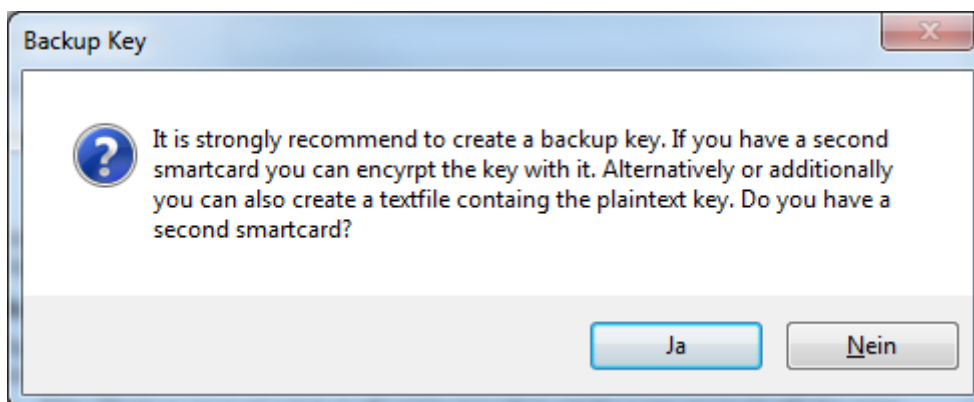 Backup Key
It is strongly recommend to create a backup key. If you have a second
smartcard you can encyrpt the key with it. Alternatively or additionally
you can also create a textfile containg the plaintext key. Do you have a
second smartcard?
Ja
Nein